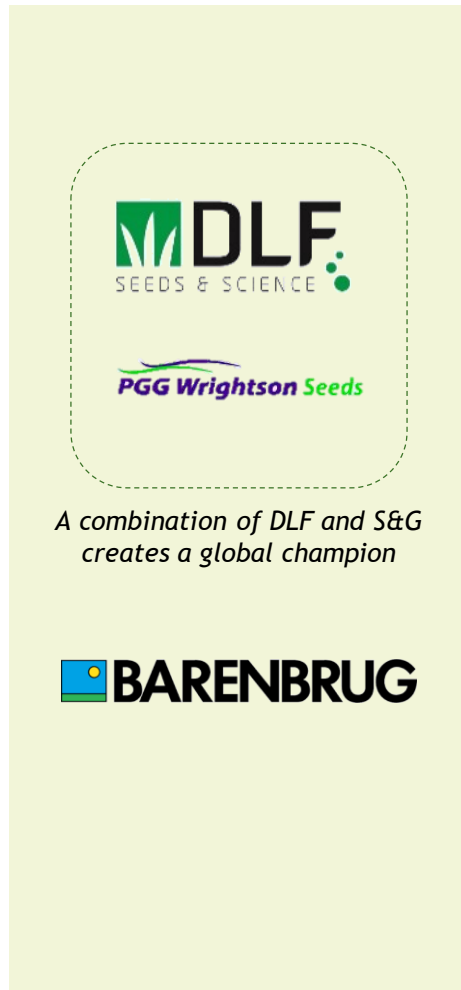 DLF
SEEDS & SCIENCE
PGG Wrightson Seeds
A combination of DLF and S&G
creates a global champion
BARENBRUG